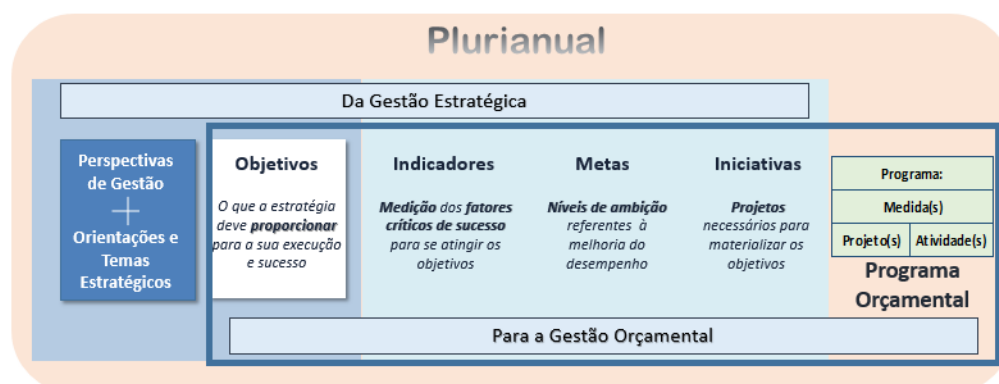 Plurianual
Da Gestão Estratégica
Perspectivas
de Gestão
+
Orientações e
Temas
Estratégicos
Objetivos
O que a estratégia
deve proporcionar
para a sua execução
e sucesso
Indicadores
Medição dos fatores
críticos de sucesso
para se atingir os
objetivos
Metas
Níveis de ambição
referentes à
melhoria do
desempenho
Iniciativas
Projetos
necessários para
materializar os
objetivos
Programa:
Medida(s)
Projeto(s) Atividade(s)
Programa
Orçamental
Para a Gestão Orçamental